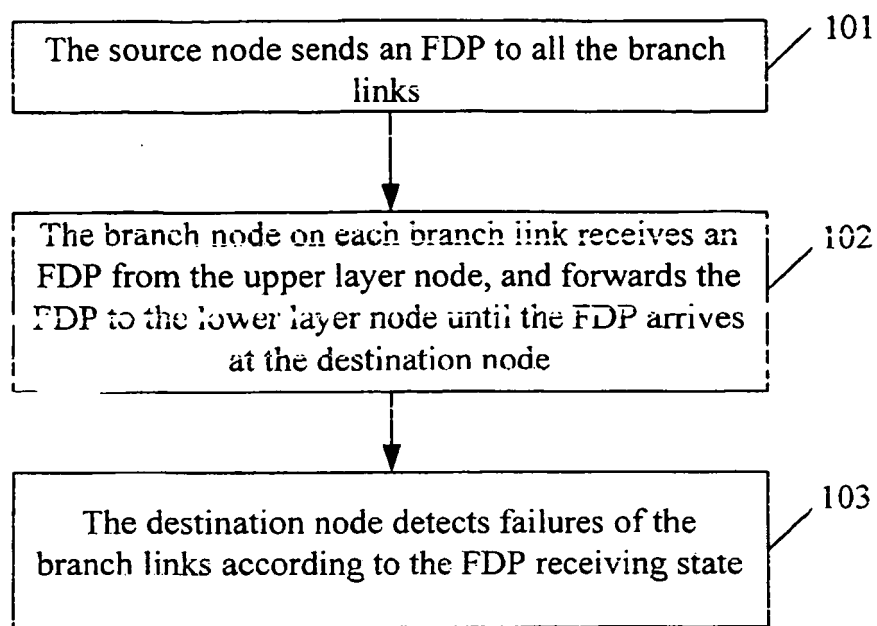 The source node sends an FDP to all the branch
links
101
The branch node on each branch link receives an
FDP from the upper layer node, and forwards the
FDP to the lower layer node until the FDP arrives
at the destination node
102
The destination node detects failures of the
branch links according to the FDP receiving state
103